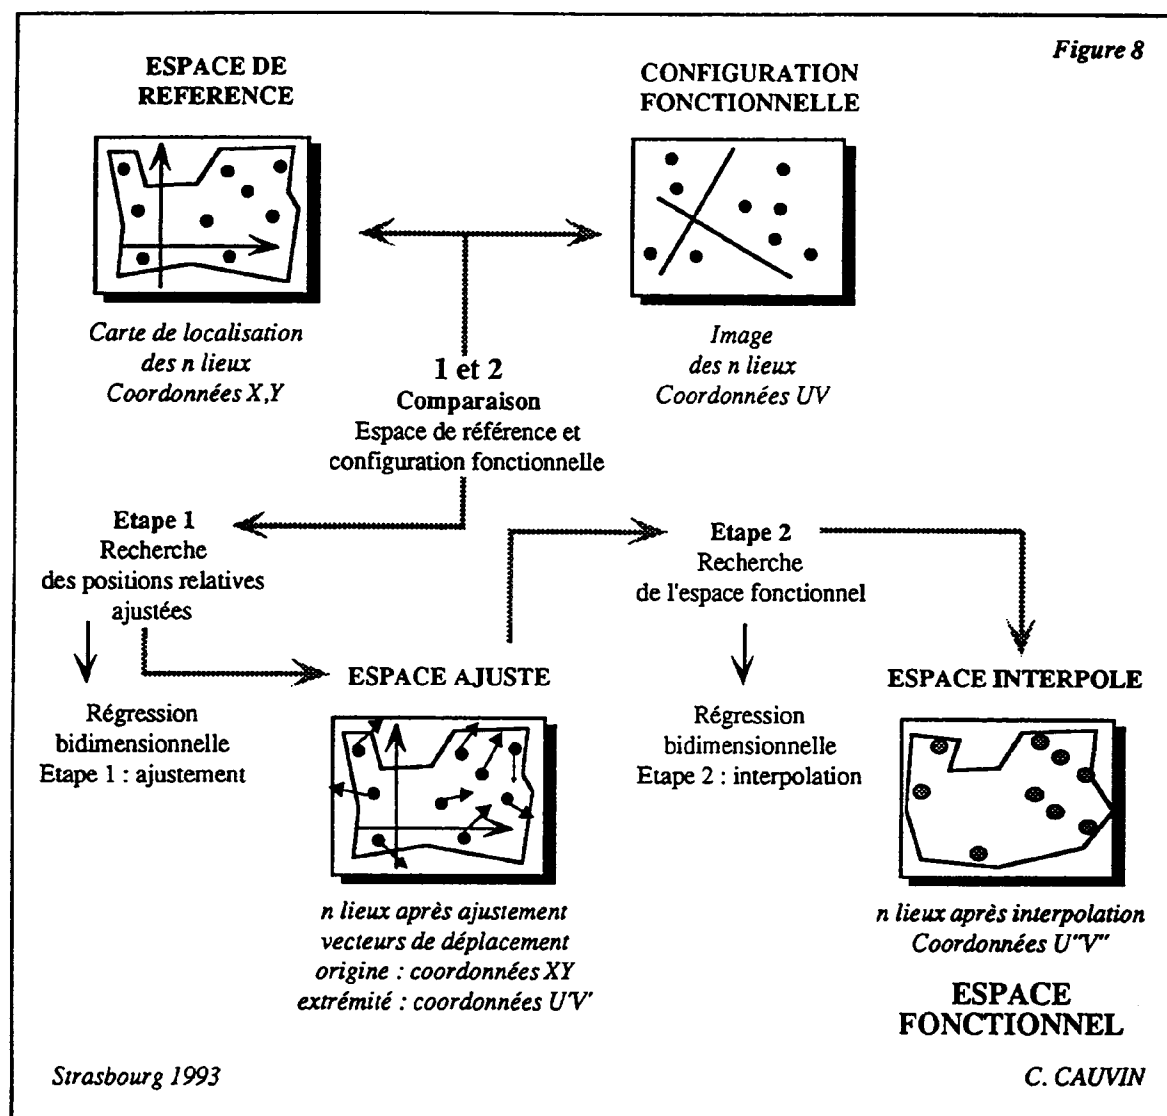 Figure 8
ESPACE DE
REFERENCE
CONFIGURATION
FONCTIONNELLE
Carte de localisation
des n lieux
Coordonnées X,Y
Image
des n lieux
Coordonnées UV
1 et 2
Comparaison
Espace de référence et
configuration fonctionnelle
Etape 1
Recherche
des positions relatives
ajustées
Etape 2
Recherche
de l'espace fonctionnel
Régression
bidimensionnelle
Etape 1 : ajustement
ESPACE AJUSTE
Régression
bidimensionnelle
Etape 2 : interpolation
ESPACE INTERPOLE
n lieux après ajustement
vecteurs de déplacement
origine : coordonnées XY
extrémité : coordonnées U'V'
n lieux après interpolation
Coordonnées U"V"
ESPACE
FONCTIONNEL
Strasbourg 1993
C. CAUVIN